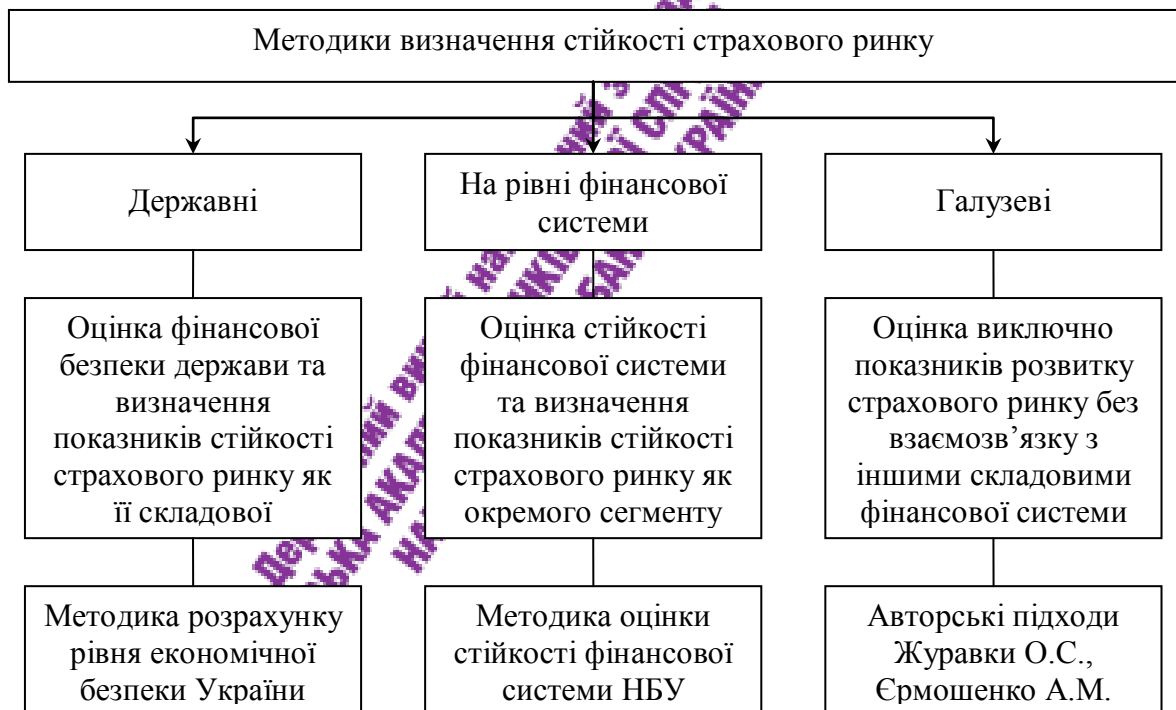 Методики визначення стійкості страхового ринку
Державні
На рівні фінансової
системи
Галузеві
Оцінка фінансової
безпеки держави та
визначення
показників стійкості
страхового ринку як
її складової
Оцінка стійкості
фінансової системи
та визначення
показників стійкості
страхового ринку як
окремого сегменту
Оцінка виключно
показників розвитку
страхового ринку без
взаємозв’язку з
іншими складовими
фінансової системи
Методика розрахунку
рівня економічної
безпеки України
Методика оцінки
стійкості фінансової
системи НБУ
Авторські підходи
Журавки О.С.,
Єрмошенко А.М.